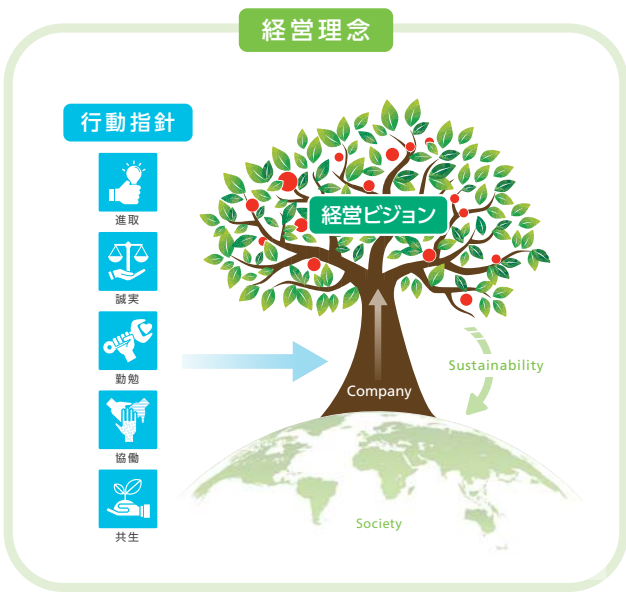 経営理念
行動指針
進取
誠実
勤勉
協働
共生
経営ビジョン
Company
Sustainability
Society